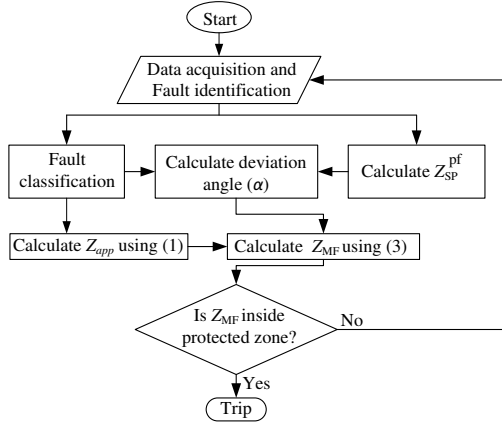 Start
Data acquisition and
Fault identification
Fault
classification
Calculate deviation
angle (α)
Calculate Z_SP^pf
Calculate Z_app using (1)
Calculate Z_MF using (3)
Is Z_MF inside
protected zone?
No
Yes
Trip